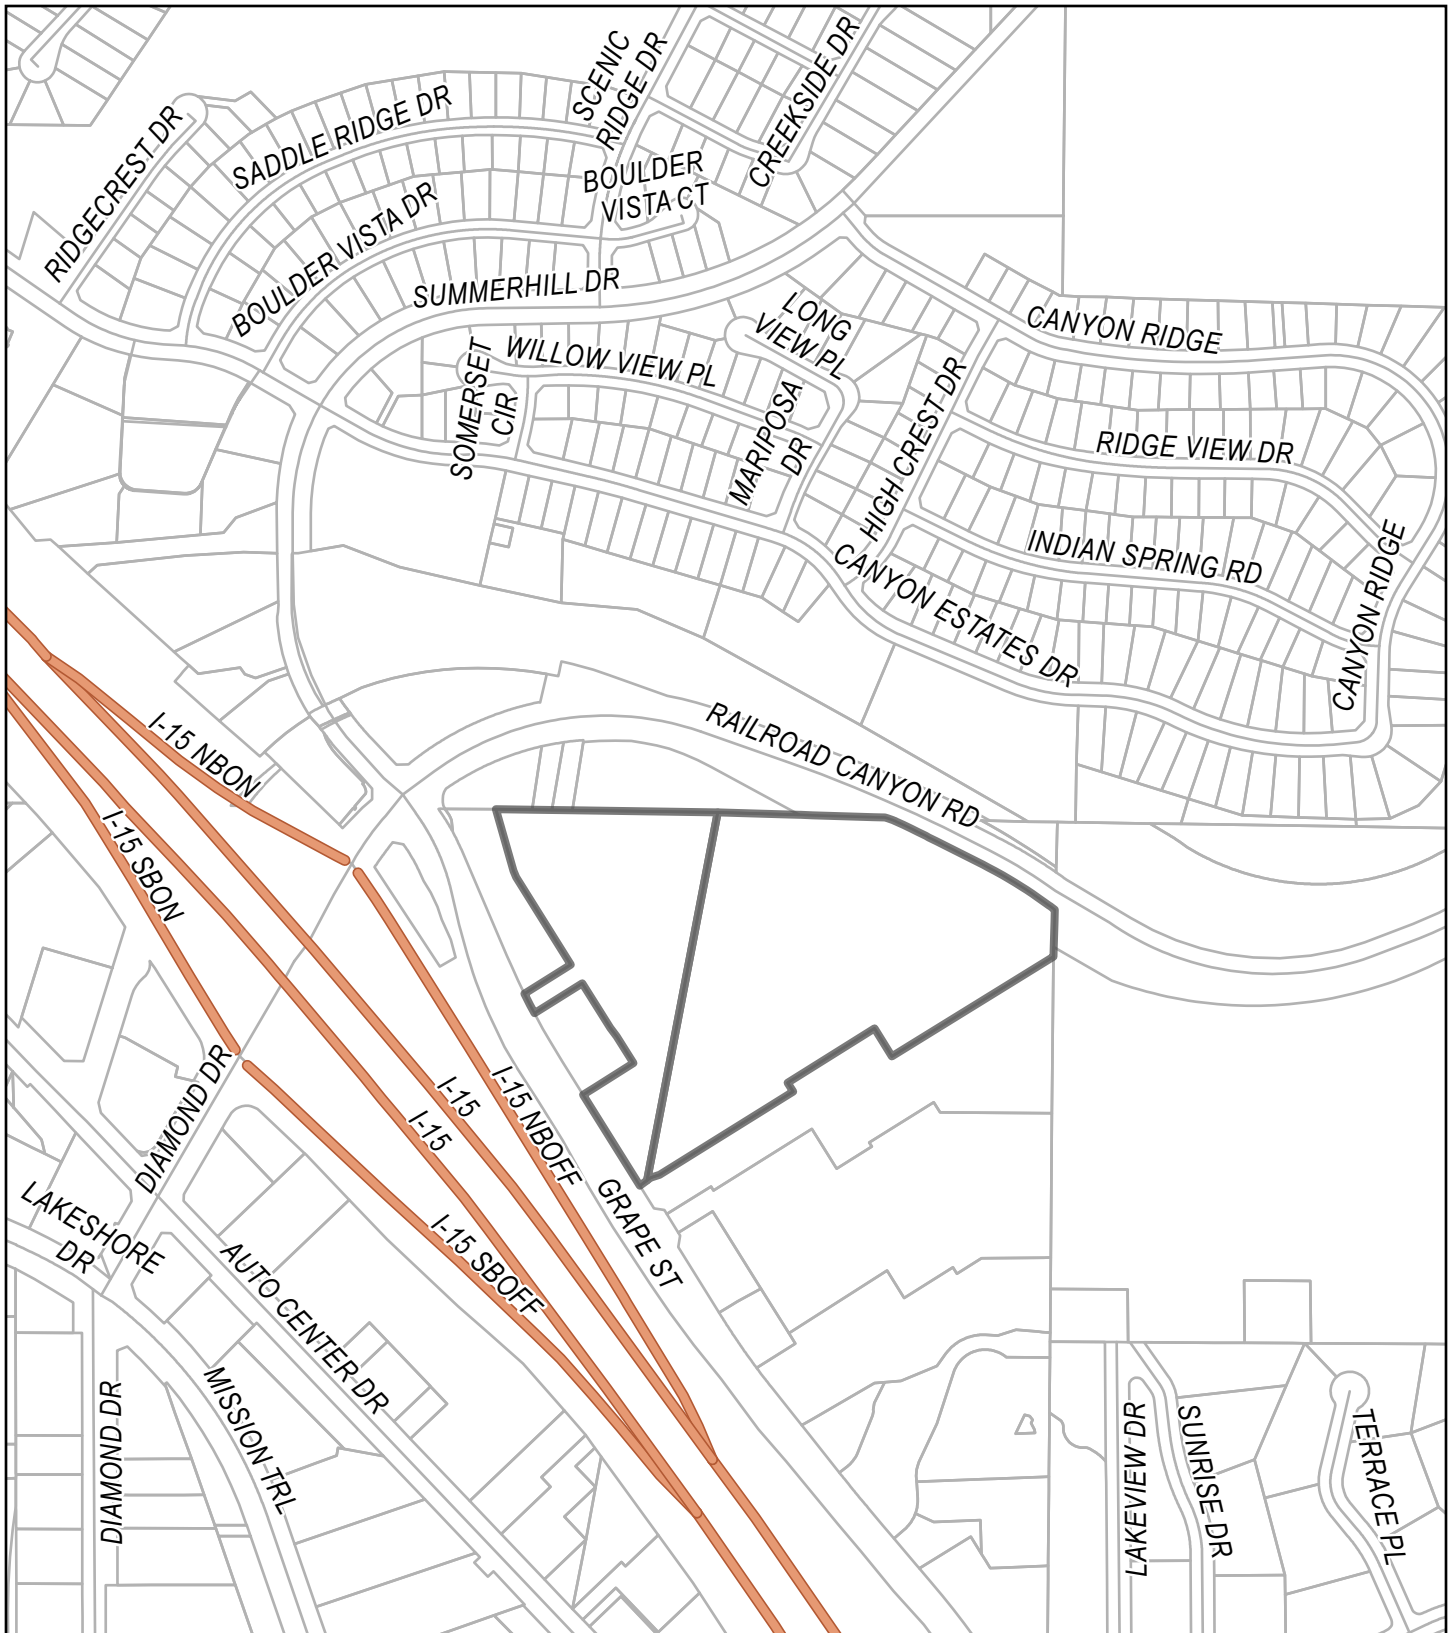 SCENIC
RIDGE DR
CREEKSIDE DR
RIDGECREST DR
SADDLE RIDGE DR
BOULDER
VISTA CT
BOULDER VISTA DR
SUMMERHILL DR
LONG
VIEW PL
CANYON RIDGE
WILLOW VIEW PL
SOMERSET
CIR
MARIPOSA
DR
HIGH CREST DR
RIDGE VIEW DR
INDIAN SPRING RD
CANYON ESTATES DR
CANYON RIDGE
RAILROAD CANYON RD
I-15 NBON
I-15 SBON
DIAMOND DR
I-15
I-15
I-15 NBOFF
GRAPE ST
LAKESHORE
DR
I-15 SBOFF
AUTO CENTER DR
MISSION TRL
DIAMOND DR
LAKEVIEW DR
SUNRISE DR
TERRACE PL